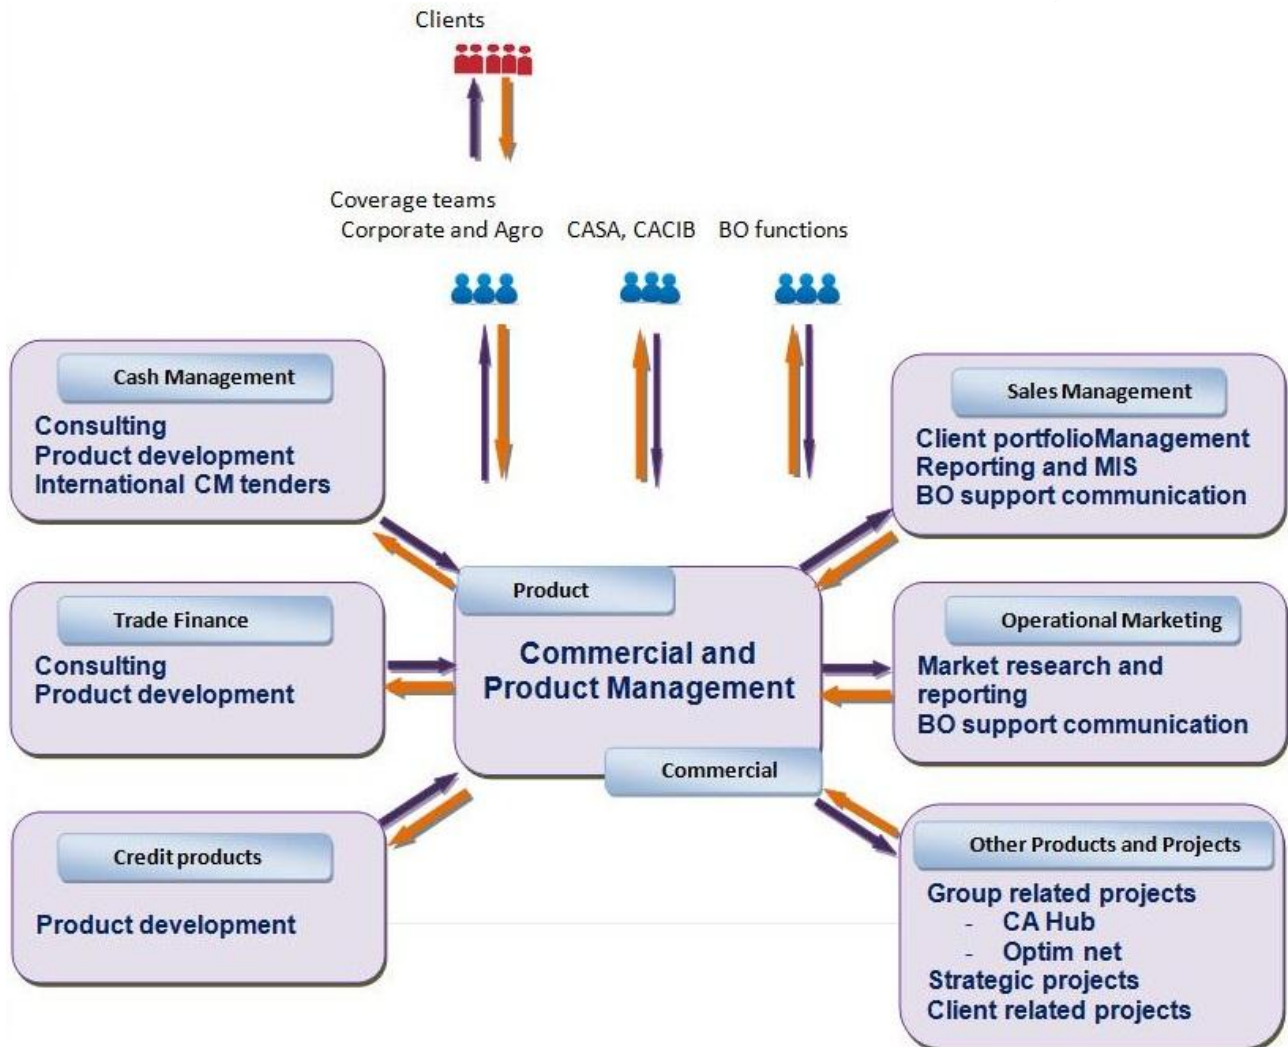 Clients
Coverage teams
Corporate and Agro
CASA, CACIB
BO functions
Cash Management
Consulting
Product development
International CM tenders
Trade Finance
Consulting
Product development
Credit products
Product development
Product
Commercial and
Product Management
Commercial
Sales Management
Client portfolioManagement
Reporting and MIS
BO support communication
Operational Marketing
Market research and
reporting
BO support communication
Other Products and Projects
Group related projects
- CA Hub
- Optim net
Strategic projects
Client related projects